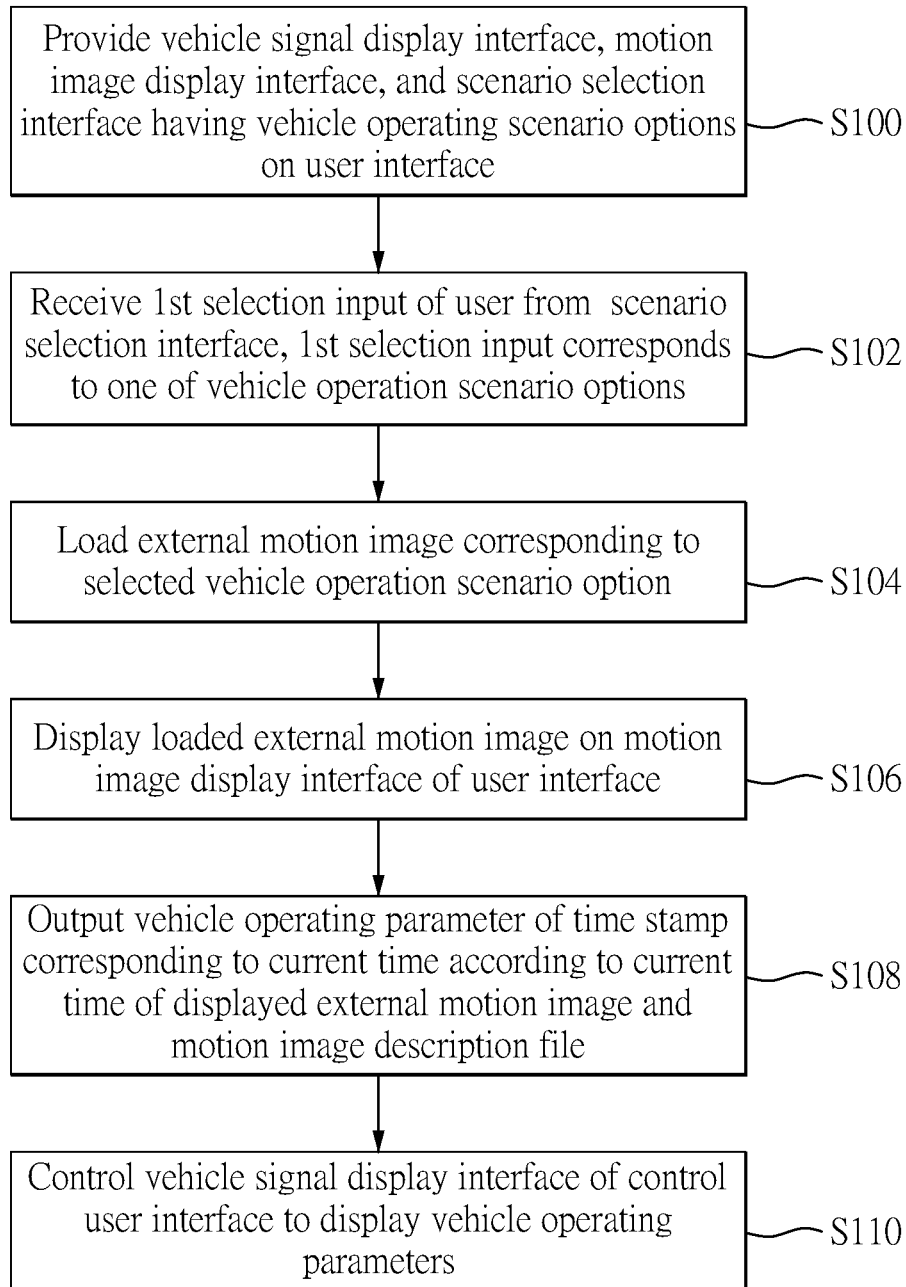 Provide vehicle signal display interface, motion
image display interface, and scenario selection
interface having vehicle operating scenario options
on user interface
S100
Receive 1st selection input of user from scenario
selection interface, 1st selection input corresponds
to one of vehicle operation scenario options
S102
Load external motion image corresponding to
selected vehicle operation scenario option
S104
Display loaded external motion image on motion
image display interface of user interface
S106
Output vehicle operating parameter of time stamp
corresponding to current time according to current
time of displayed external motion image and
motion image description file
S108
Control vehicle signal display interface of control
user interface to display vehicle operating
parameters
S110